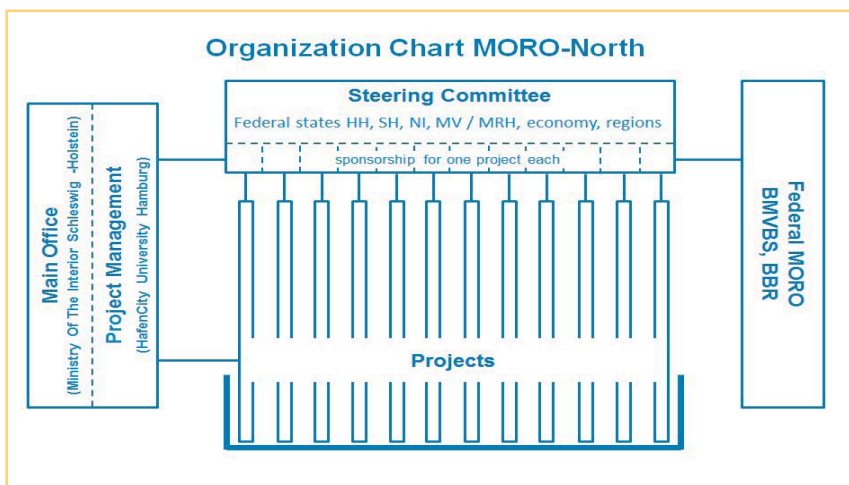 Organization Chart MORO-North
Steering Committee
Federal states HH, SH, NI, MV / MRH, economy, regions
sponsorship for one project each
Main Office
(Ministry Of The Interior Schleswig -Holstein)
Project Management
(HafenCity University Hamburg)
Projects
Federal MORO
BMVBS, BBR